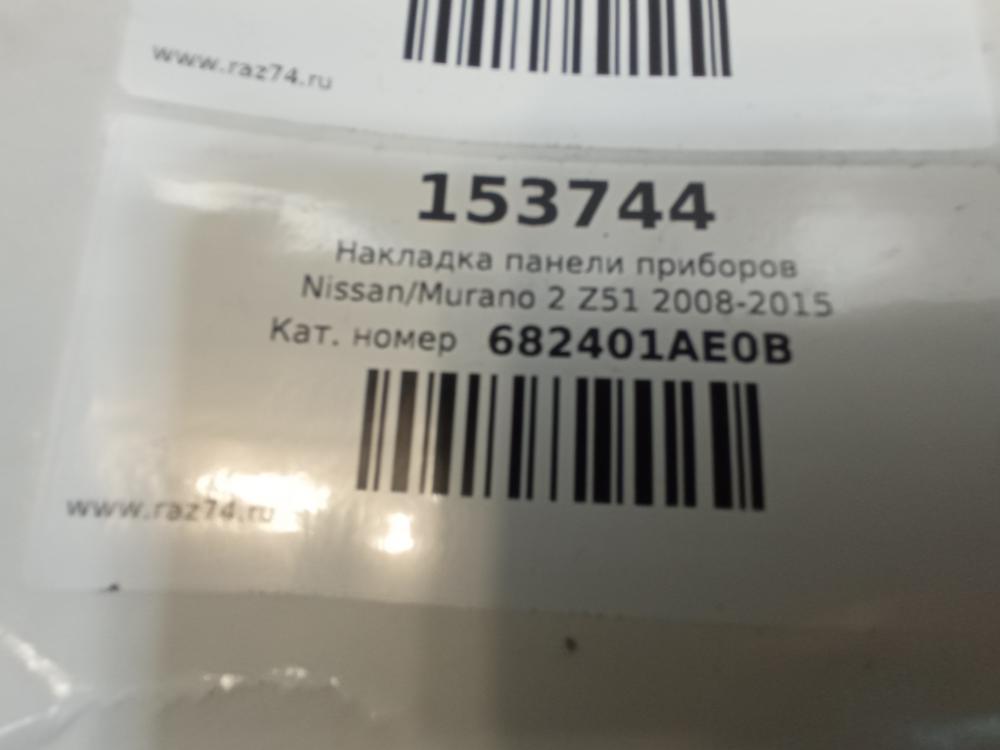 www.raz74.ru
153744
Накладка панели приборов
Nissan/Murano 2 Z51 2008-2015
Кат. номер 682401AE0B
www.raz74.ru